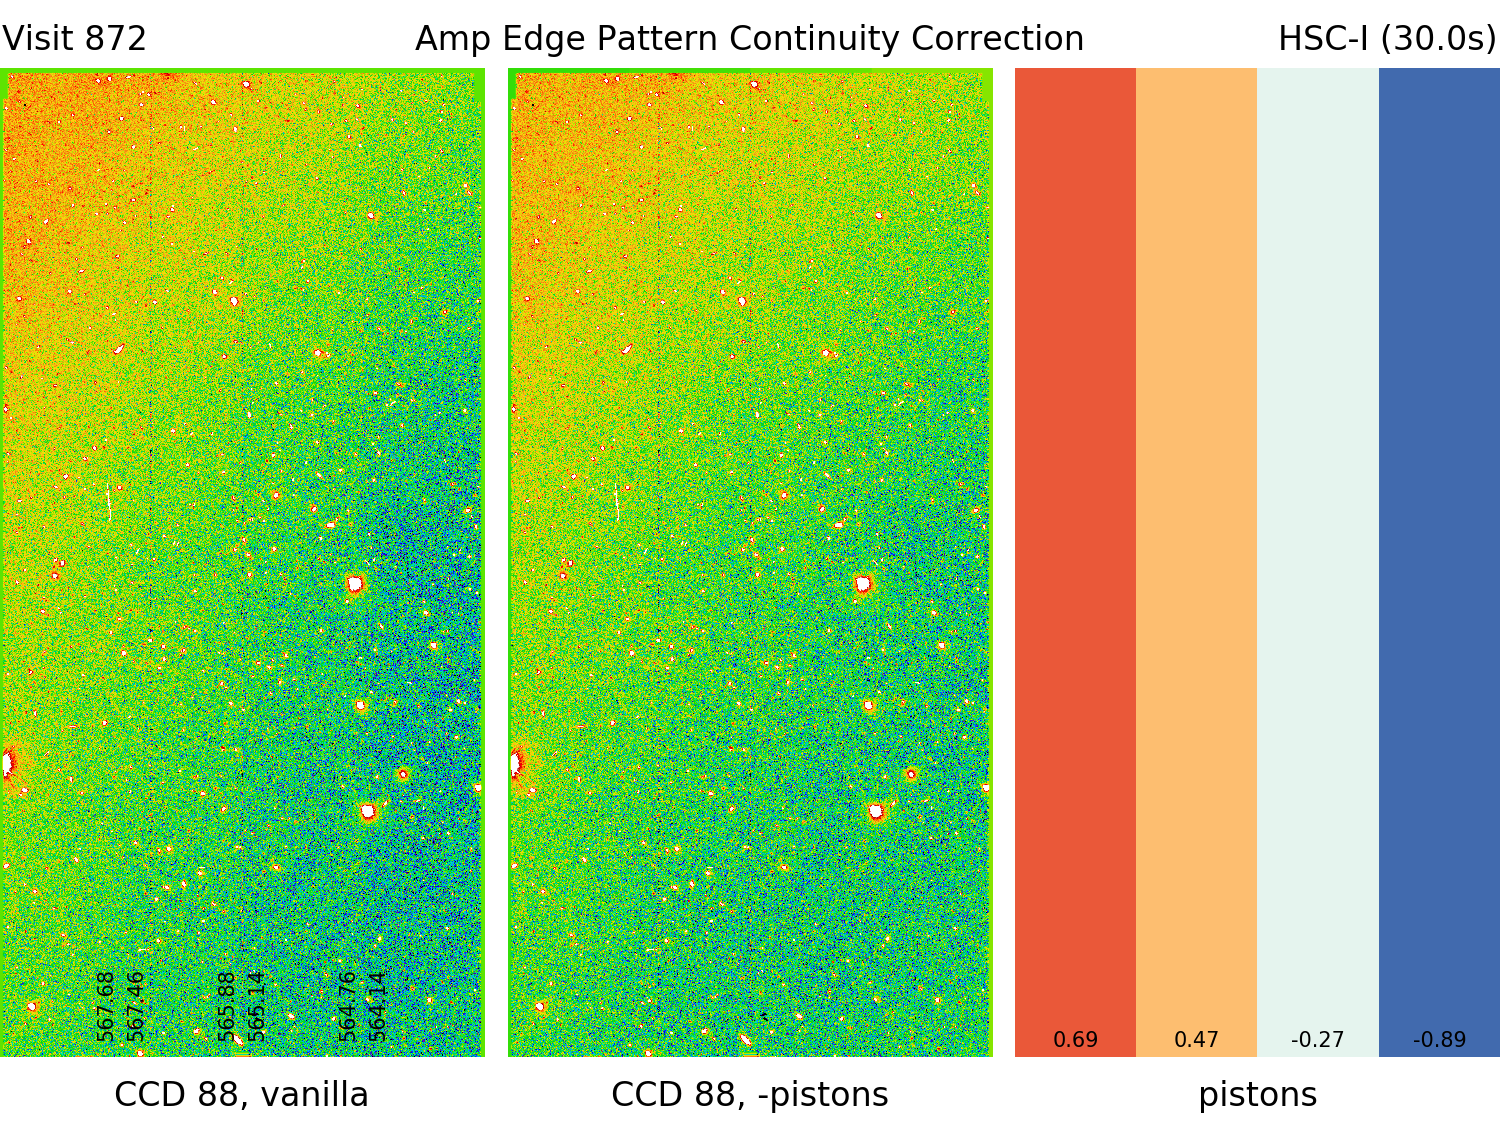 Visit 872
Amp Edge Pattern Continuity Correction
HSC-I (30.0s)
567.68
567.46
565.88
565.14
564.76
564.14
0.69
0.47
-0.27
-0.89
CCD 88, vanilla
CCD 88, -pistons
pistons